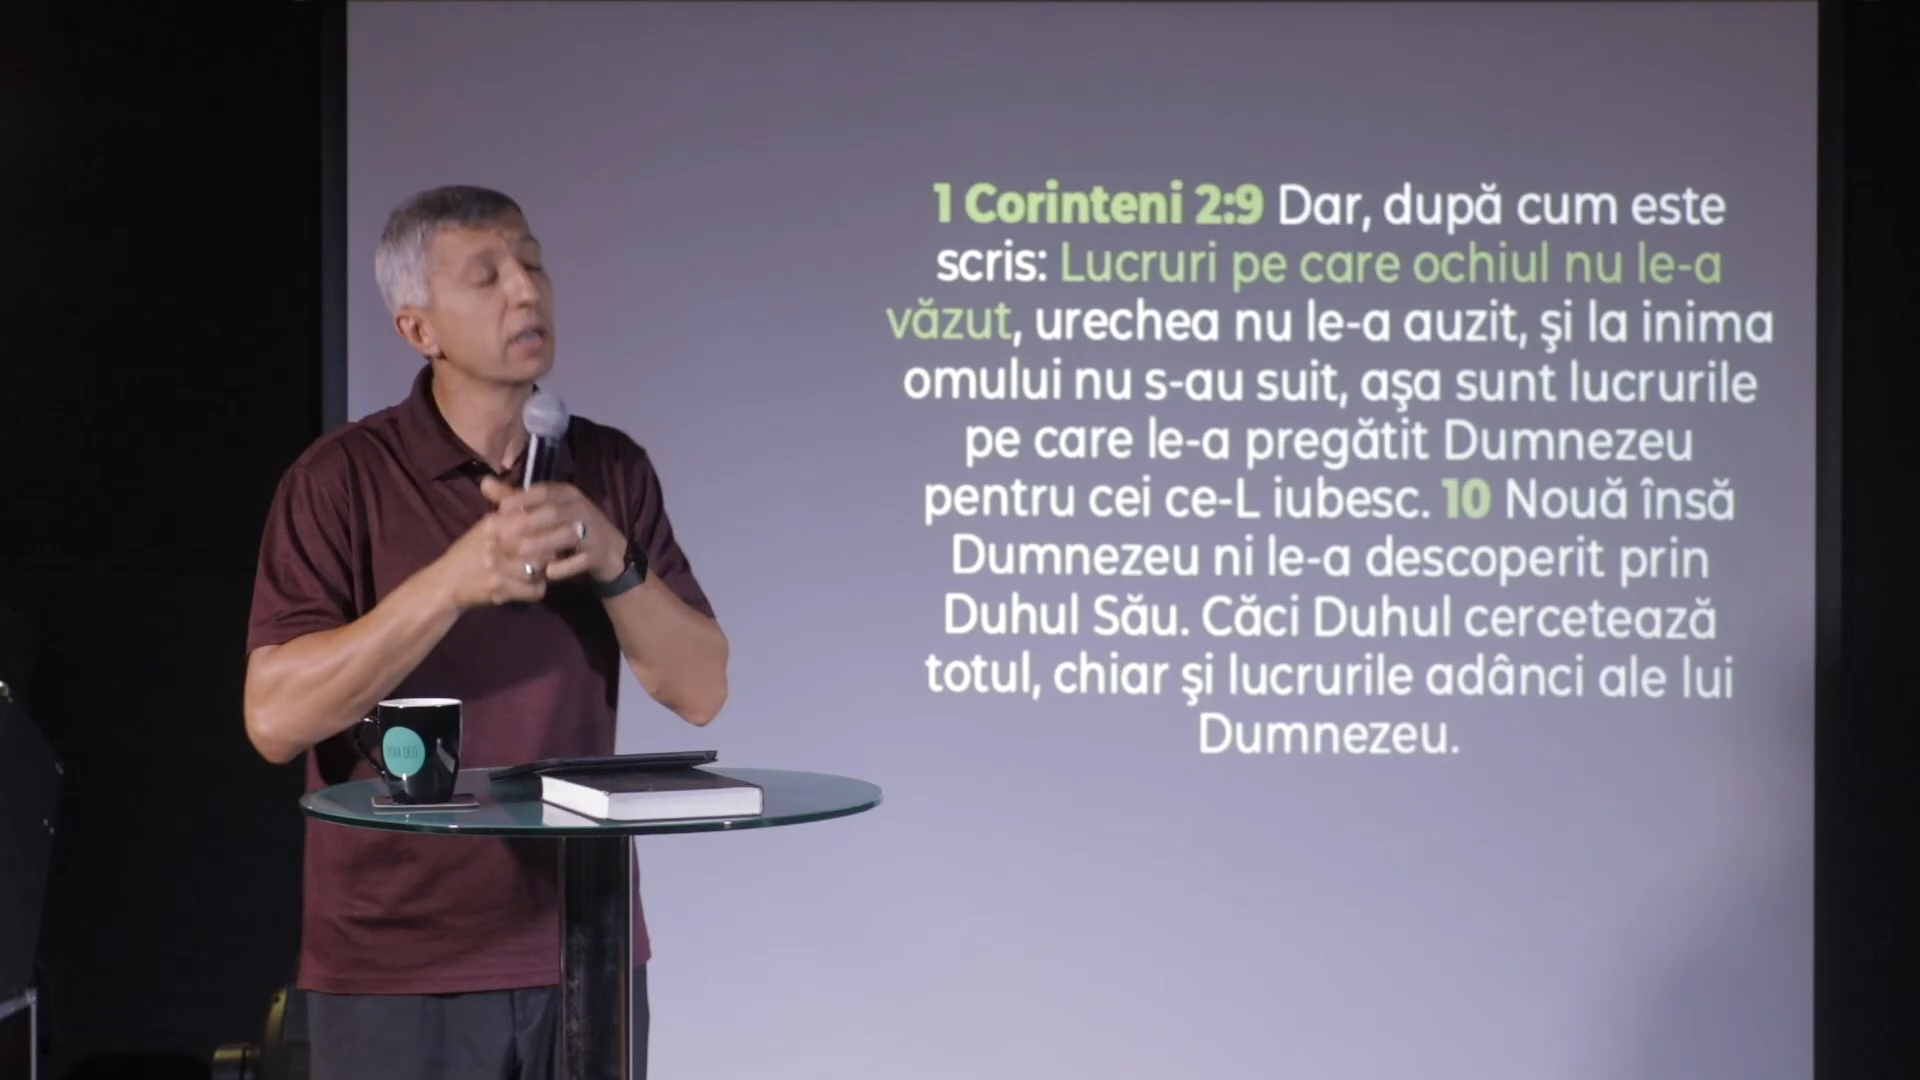 1 Corinteni 2:9 Dar, după cum este
scris: Lucruri pe care ochiul nu le-a
văzut, urechea nu le-a auzit, şi la inima
omului nu s-au suit, aşa sunt lucrurile
pe care le-a pregătit Dumnezeu
pentru cei ce-L iubesc. 10 Nouă însă
Dumnezeu ni le-a descoperit prin
Duhul Său. Căci Duhul cercetează
totul, chiar şi lucrurile adânci ale lui
Dumnezeu.